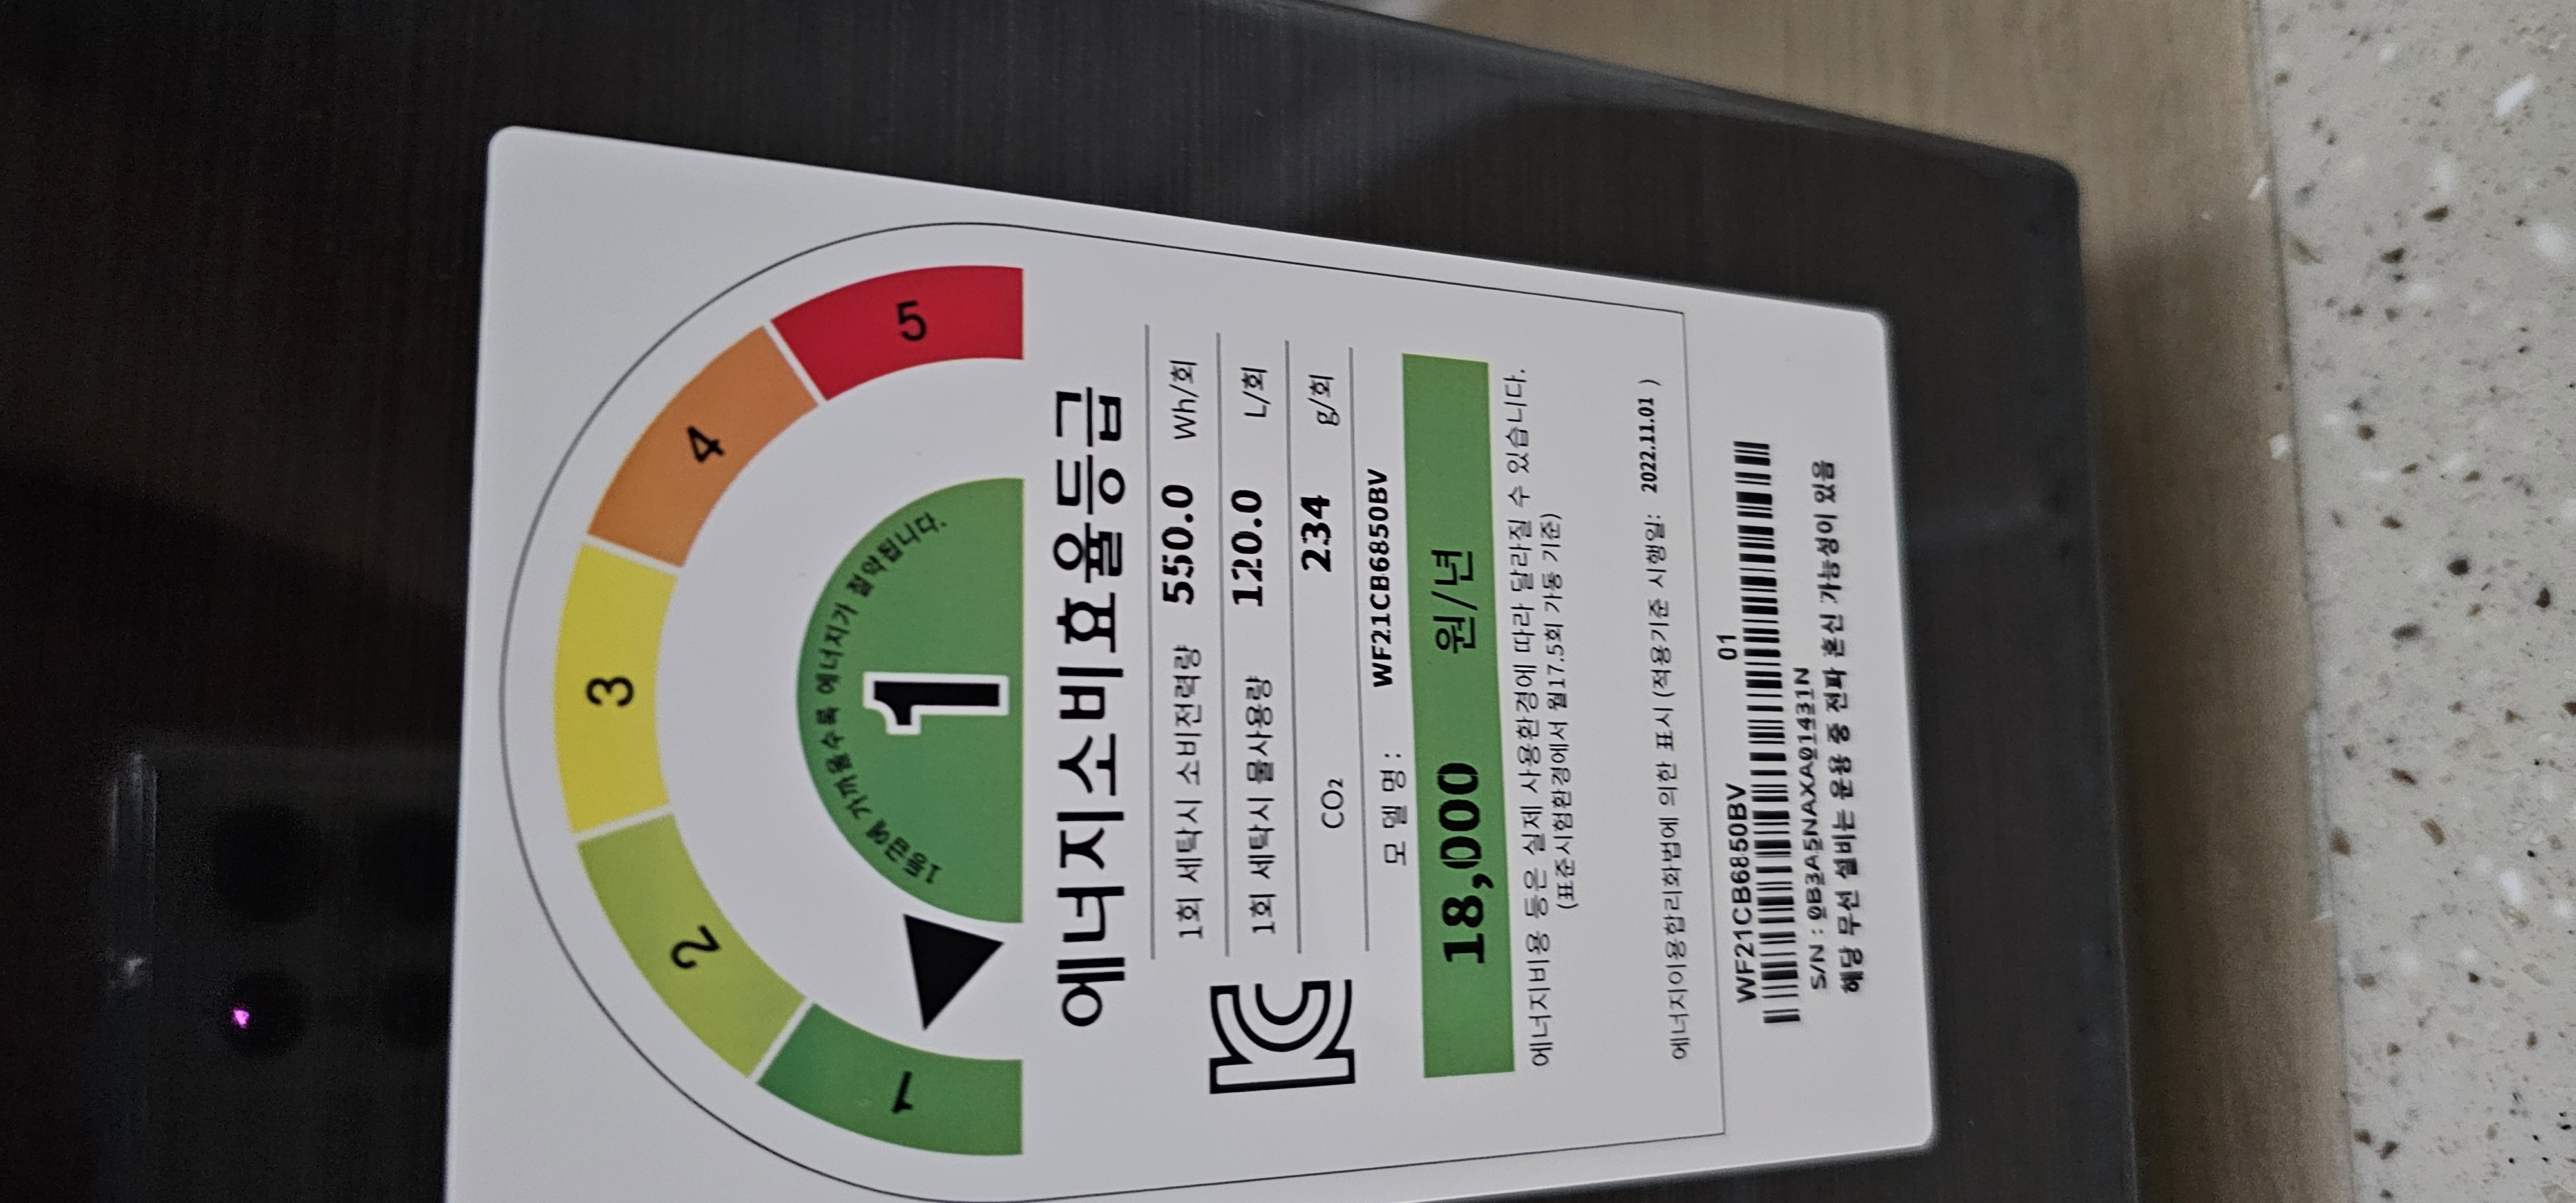 1 2 3 4 5
1등급에 가까울수록 에너지가 절약됩니다.
1
에너지소비효율등급
KC
1회 세탁시 소비전력량 550.0 Wh/회
1회 세탁시 물사용량 120.0 L/회
CO₂ 234 g/회
모델명: WF21CB6850BV
18,000 원/년
에너지비용 등은 실제 사용환경에 따라 달라질 수 있습니다.
(표준시험환경에서 월17.5회 가동 기준)
에너지이용합리화법에 의한 표시 (적용기준 시행일: 2022.11.01 )
WF21CB6850BV 01
S/N : 0B3A5NAXA01431N
해당 무선 설비는 운용 중 전파 혼신 가능성이 있음